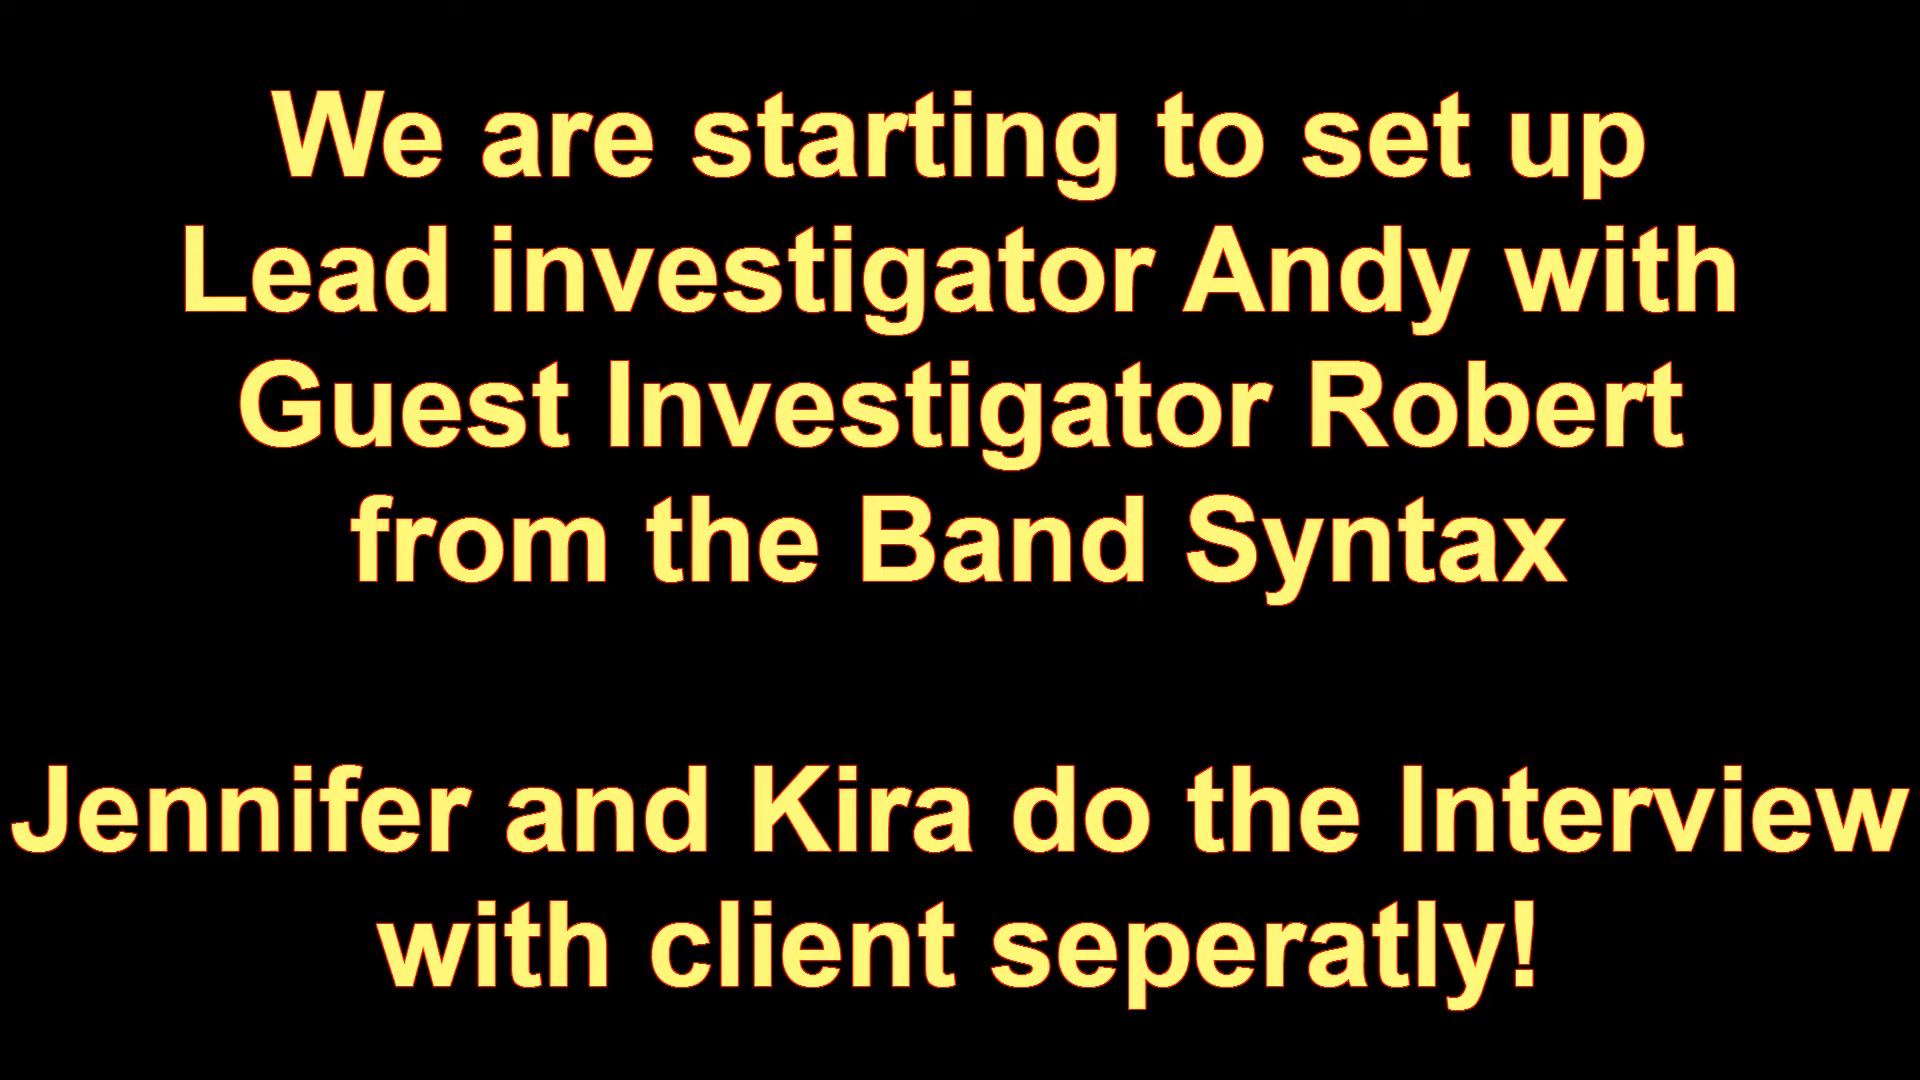 We are starting to set up
Lead investigator Andy with
Guest Investigator Robert
from the Band Syntax
Jennifer and Kira do the Interview
with client seperatly!